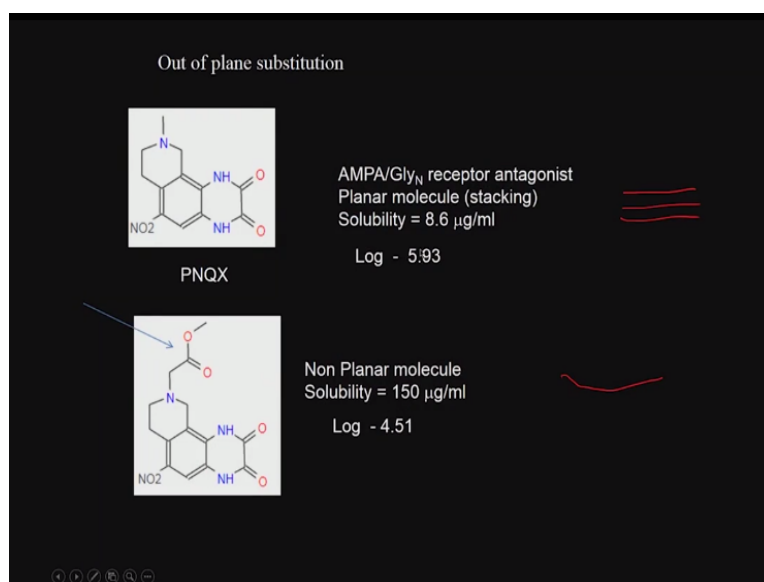 Out of plane substitution
N
NH
O
NH
O
NO2
PNQX
AMPA/GlyN receptor antagonist
Planar molecule (stacking)
Solubility = 8.6 µg/ml
Log - 5.93
O
O
N
NH
O
NH
O
NO2
Non Planar molecule
Solubility = 150 µg/ml
Log - 4.51